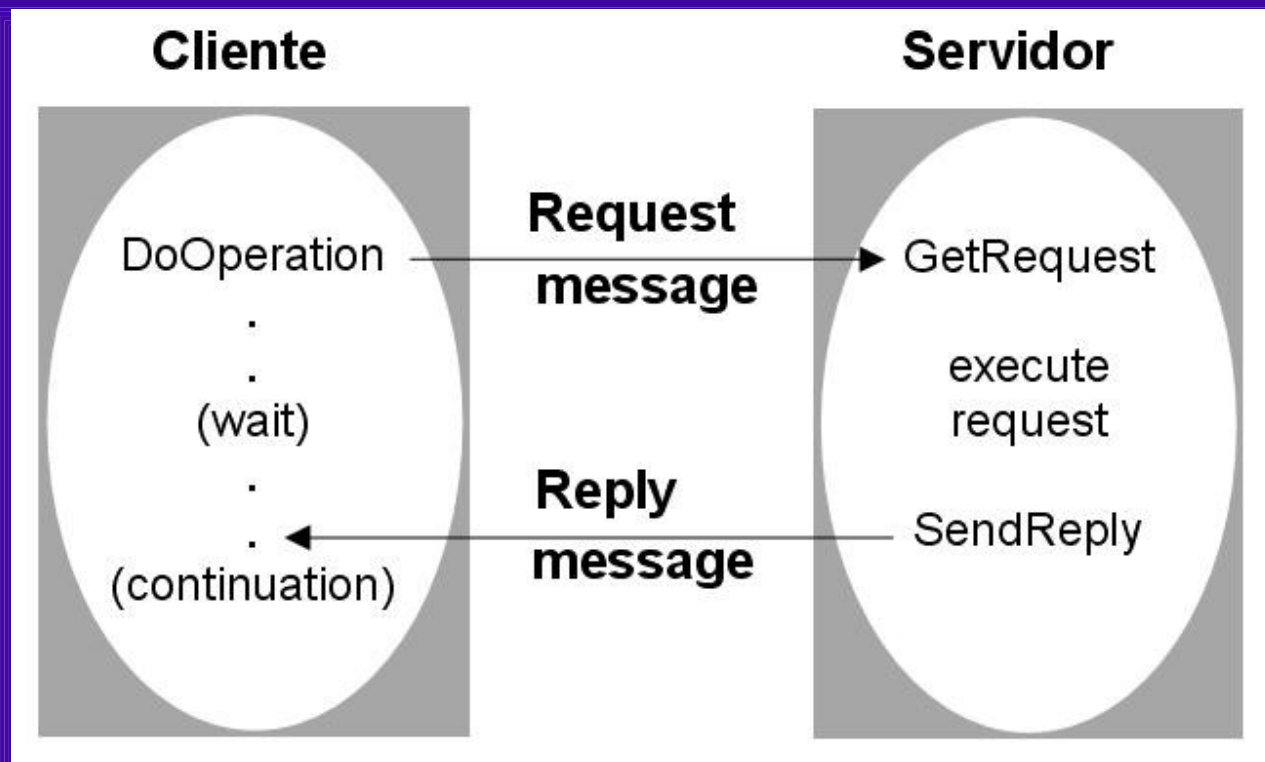 Cliente
Servidor
Request
message
DoOperation
.
.
(wait)
.
.
(continuation)
GetRequest
execute
request
SendReply
Reply
message